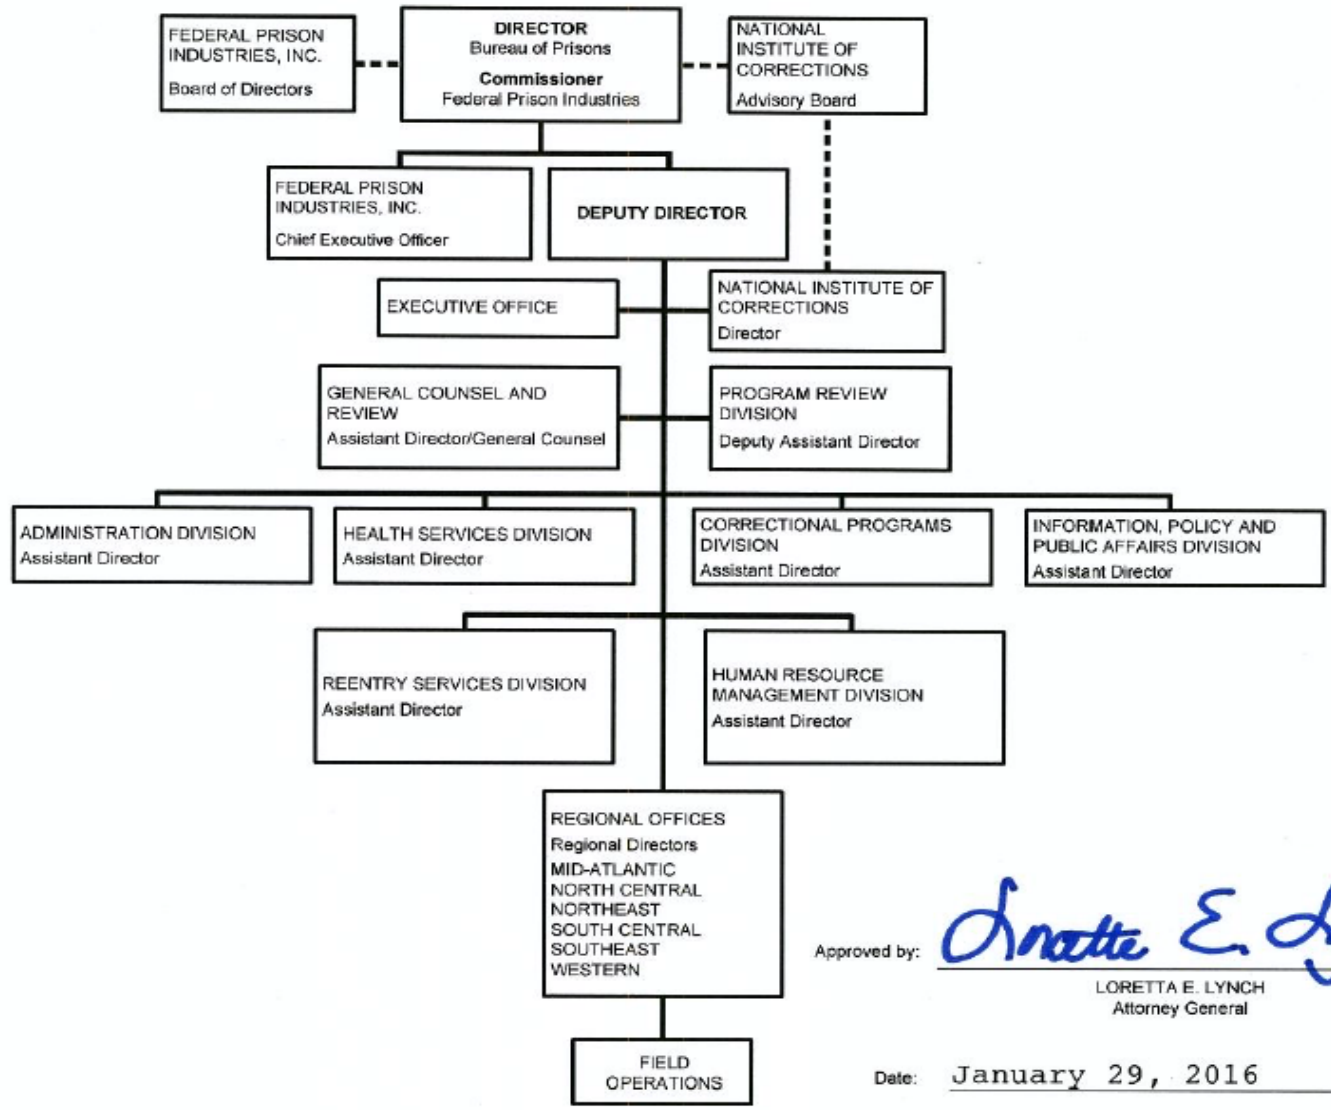 FEDERAL PRISON
INDUSTRIES, INC.
Board of Directors
DIRECTOR
Bureau of Prisons
Commissioner
Federal Prison Industries
NATIONAL
INSTITUTE OF
CORRECTIONS
Advisory Board
FEDERAL PRISON
INDUSTRIES, INC.
Chief Executive Officer
DEPUTY DIRECTOR
EXECUTIVE OFFICE
NATIONAL INSTITUTE OF
CORRECTIONS
Director
GENERAL COUNSEL AND
REVIEW
Assistant Director/General Counsel
PROGRAM REVIEW
DIVISION
Deputy Assistant Director
ADMINISTRATION DIVISION
Assistant Director
HEALTH SERVICES DIVISION
Assistant Director
CORRECTIONAL PROGRAMS
DIVISION
Assistant Director
INFORMATION, POLICY AND
PUBLIC AFFAIRS DIVISION
Assistant Director
REENTRY SERVICES DIVISION
Assistant Director
HUMAN RESOURCE
MANAGEMENT DIVISION
Assistant Director
REGIONAL OFFICES
Regional Directors
MID-ATLANTIC
NORTH CENTRAL
NORTHEAST
SOUTH CENTRAL
SOUTHEAST
WESTERN
FIELD
OPERATIONS
Approved by:
LORETTA E. LYNCH
Attorney General
Date: January 29, 2016